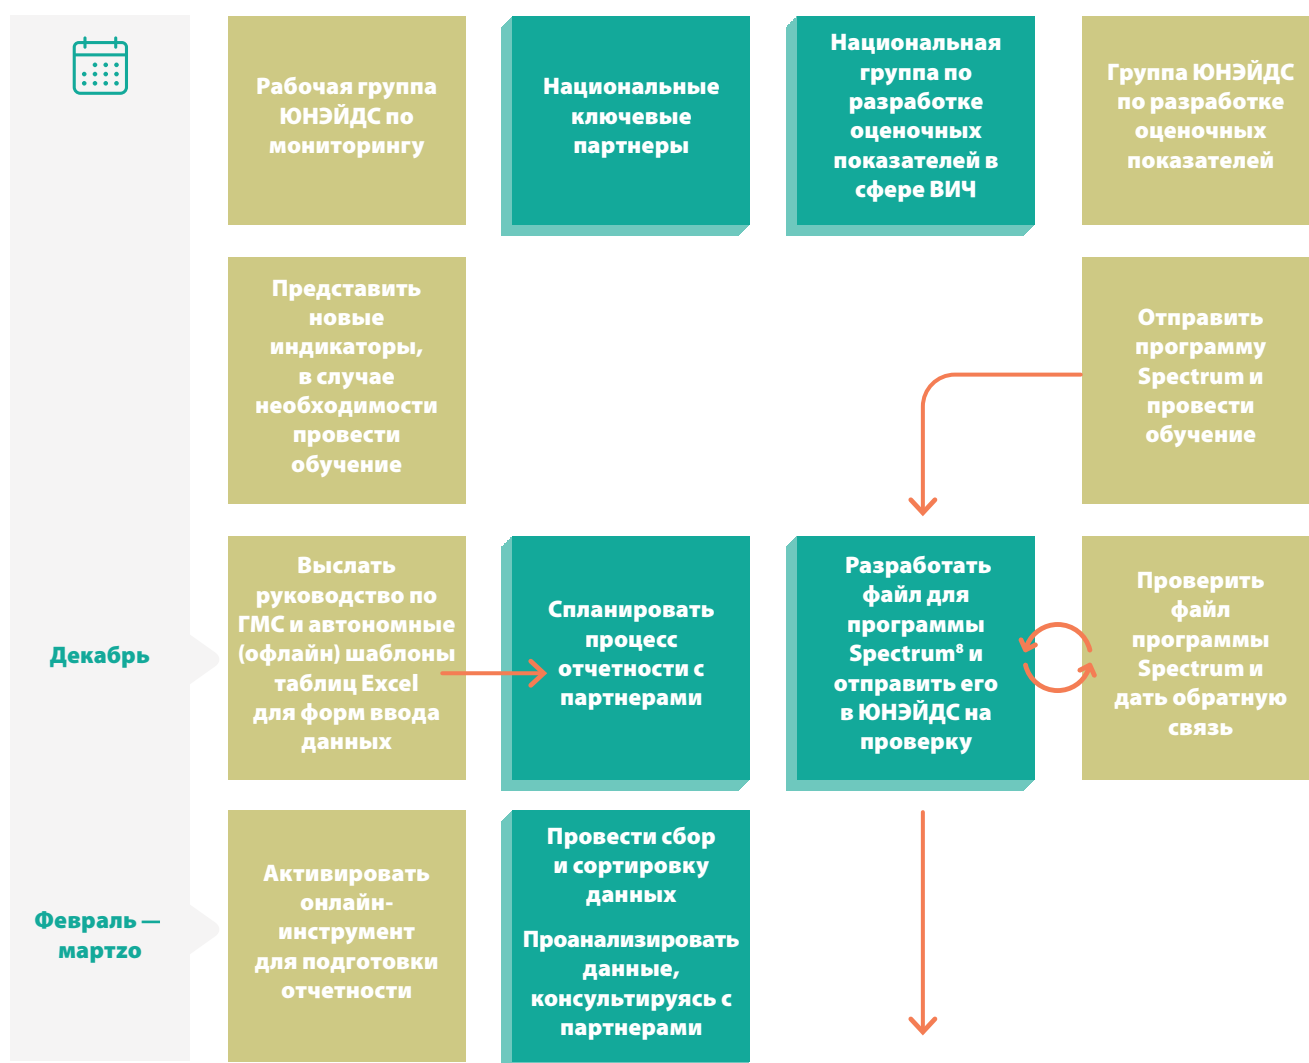 Рабочая группа
ЮНЭЙДС по
мониторингу
Национальные
ключевые
партнеры
Национальная
группа по
разработке
оценочных
показателей в
сфере ВИЧ
Группа ЮНЭЙДС
по разработке
оценочных
показателей
Представить
новые
индикаторы,
в случае
необходимости
провести
обучение
Отправить
программу
Spectrum и
провести
обучение
Декабрь
Выслать
руководство по
ГМС и автономные
(офлайн) шаблоны
таблиц Excel
для форм ввода
данных
Спланировать
процесс
отчетности с
партнерами
Разработать
файл для
программы
Spectrum⁸ и
отправить его
в ЮНЭЙДС на
проверку
Проверить
файл
программы
Spectrum и
дать обратную
связь
Февраль —
мартzo
Активировать
онлайн-
инструмент
для подготовки
отчетности
Провести сбор
и сортировку
данных
Проанализировать
данные,
консультируясь с
партнерами